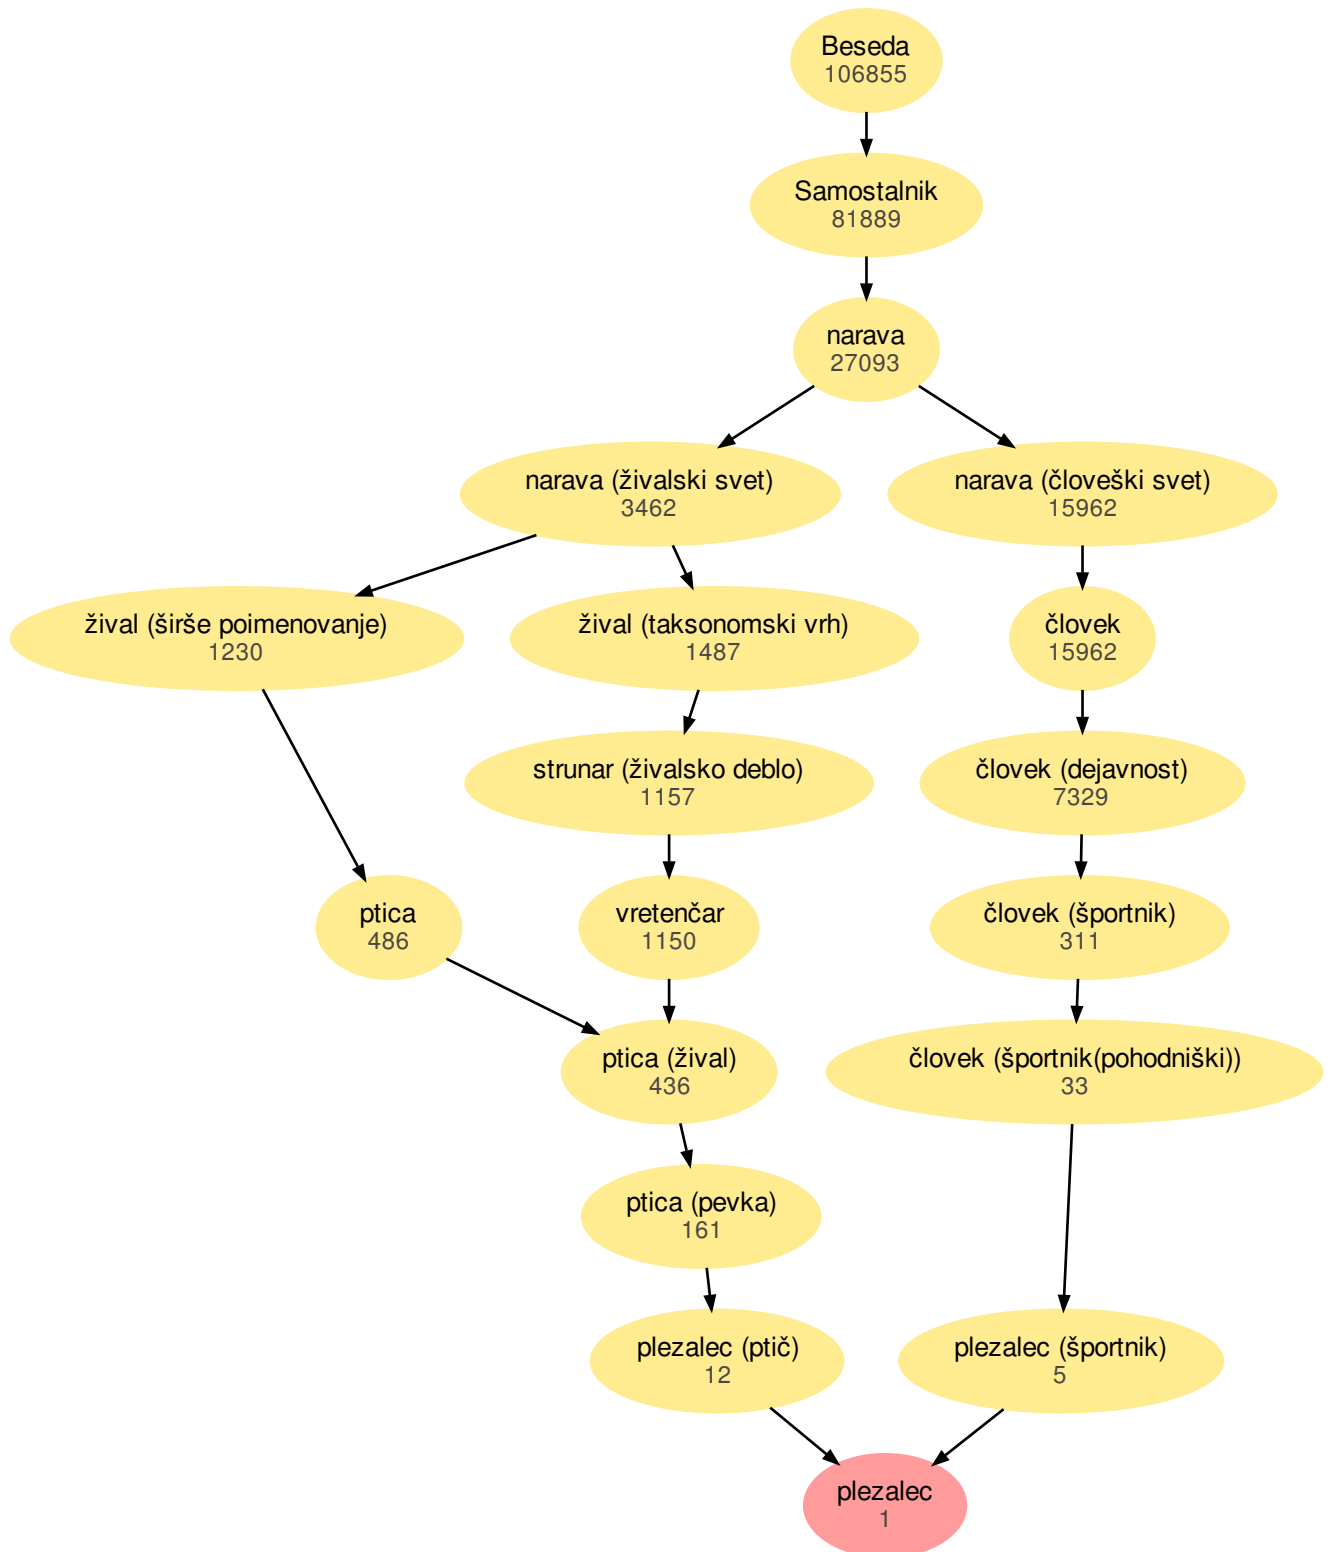 Beseda
106855
Samostalnik
81889
narava
27093
narava (živalski svet)
3462
narava (človeški svet)
15962
žival (širše poimenovanje)
1230
žival (taksonomski vrh)
1487
človek
15962
strunar (živalsko deblo)
1157
človek (dejavnost)
7329
ptica
486
vretenčar
1150
človek (športnik)
311
ptica (žival)
436
človek (športnik(pohodniški))
33
ptica (pevka)
161
plezalec (ptič)
12
plezalec (športnik)
5
plezalec
1